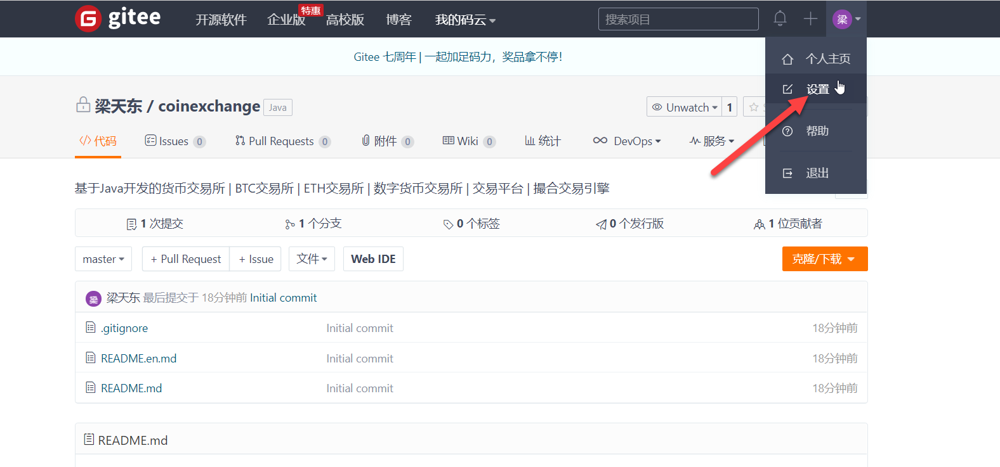 gitee
开源软件 企业版 特惠 高校版 博客 我的码云 搜索项目 梁
Gitee 七周年 | 一起加足码力，奖品拿不停！
个人主页
设置
帮助
退出
梁天东 / coinexchange Java
Unwatch 1
代码 Issues 0 Pull Requests 0 附件 0 Wiki 0 统计 DevOps 服务
基于Java开发的货币交易所 | BTC交易所 | ETH交易所 | 数字货币交易所 | 交易平台 | 撮合交易引擎
1 次提交 1 个分支 0 个标签 0 个发行版 1 位贡献者
master + Pull Request + Issue 文件 Web IDE 克隆/下载
梁 梁天东 最后提交于 18分钟前 Initial commit
.gitignore Initial commit 18分钟前
README.en.md Initial commit 18分钟前
README.md Initial commit 18分钟前
README.md